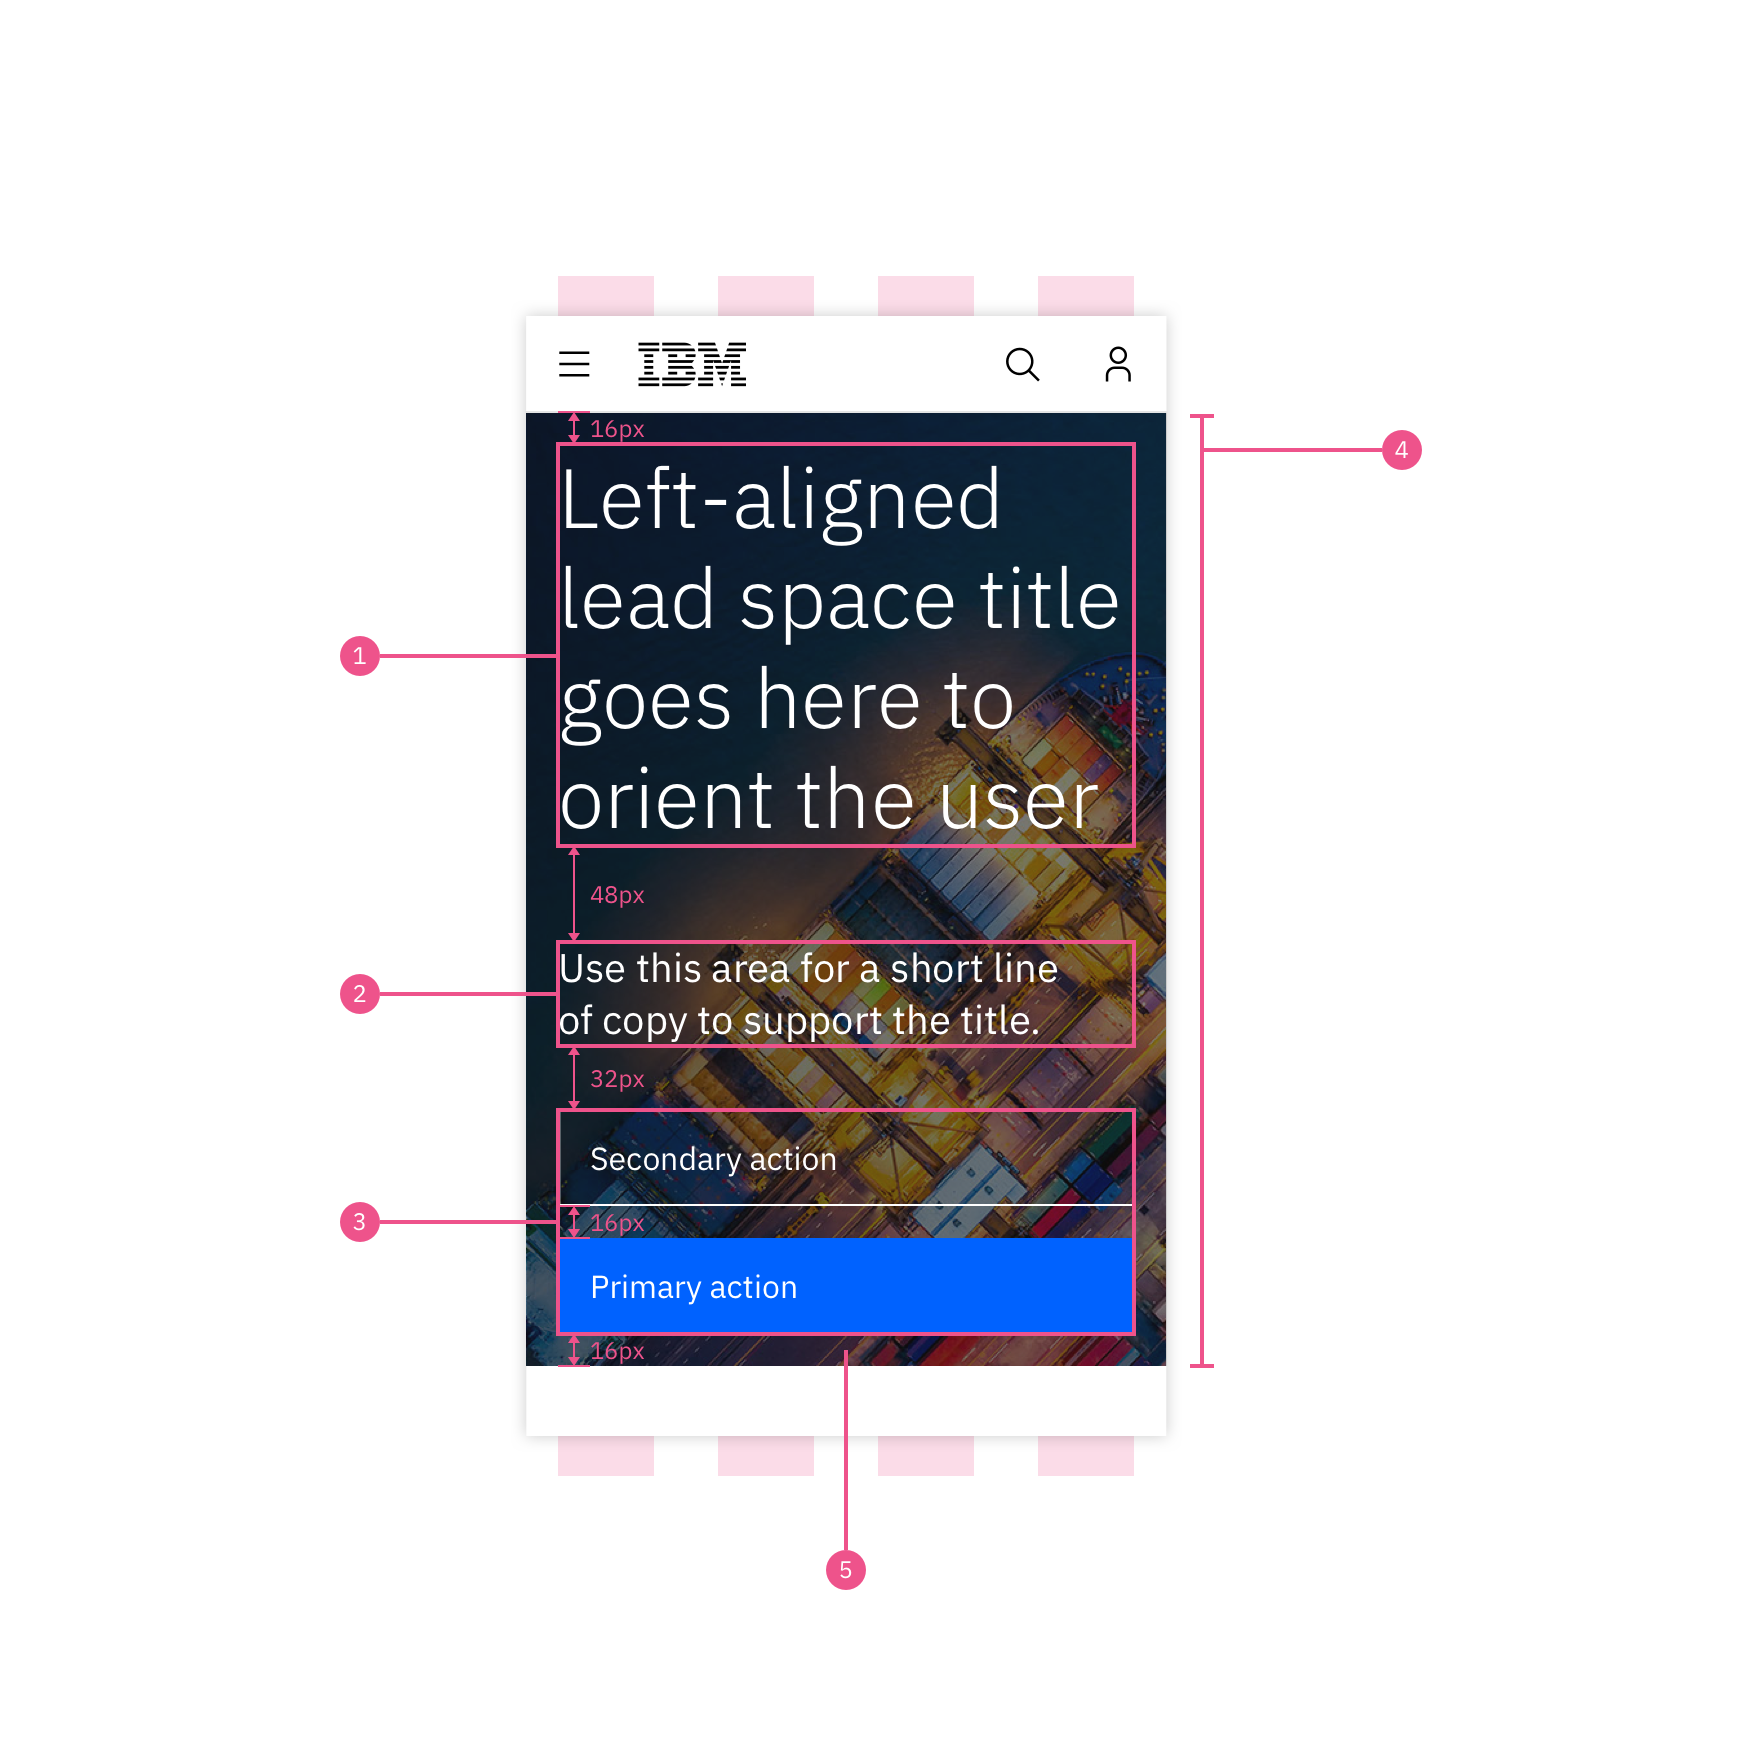 IBM
16px
Left-aligned
lead space title
goes here to
orient the user
4
1
48px
Use this area for a short line
of copy to support the title.
2
32px
Secondary action
3
16px
Primary action
16px
5